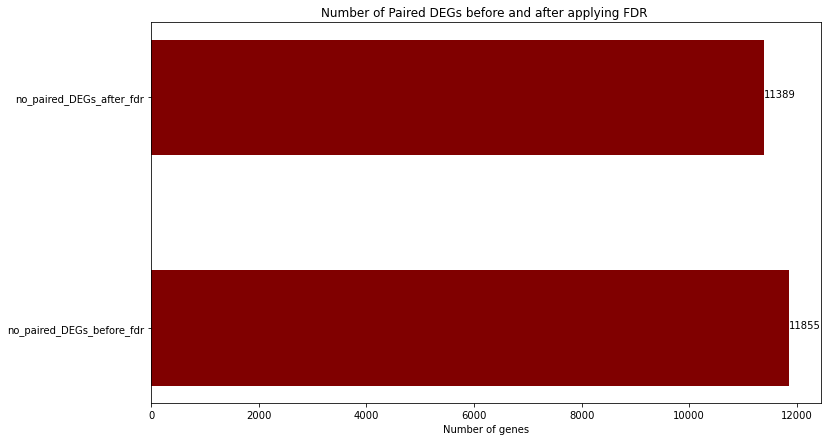 Number of Paired DEGs before and after applying FDR
no_paired_DEGs_after_fdr
11389
no_paired_DEGs_before_fdr
11855
0 2000 4000 6000 8000 10000 12000
Number of genes